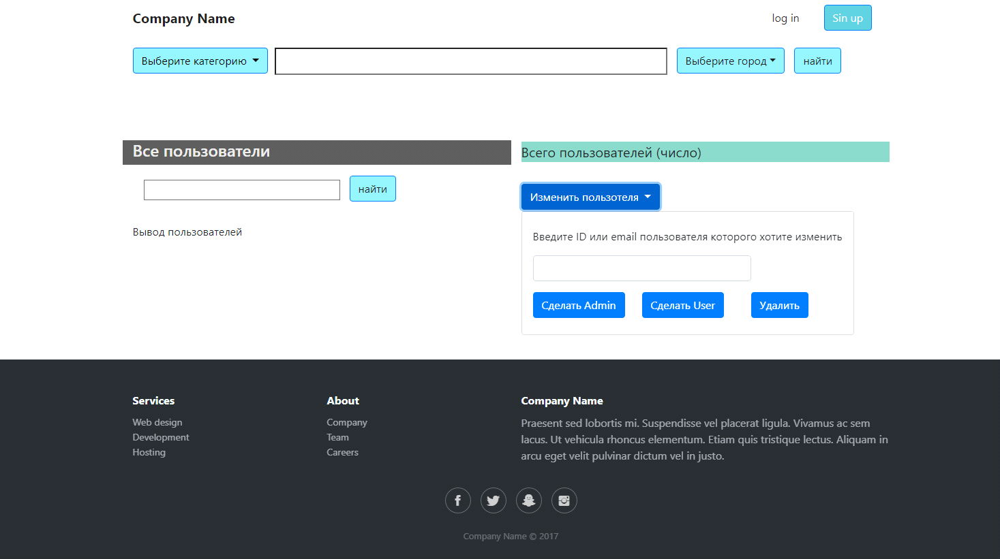 Company Name
log in
Sin up
Выберите категорию
Выберите город
найти
Все пользователи
Всего пользователей (число)
найти
Изменить пользотеля
Вывод пользователей
Введите ID или email пользователя которого хотите изменить
Сделать Admin
Сделать User
Удалить
Services
Web design
Development
Hosting
About
Company
Team
Careers
Company Name
Praesent sed lobortis mi. Suspendisse vel placerat ligula. Vivamus ac sem
lacus. Ut vehicula rhoncus elementum. Etiam quis tristique lectus. Aliquam in
arcu eget velit pulvinar dictum vel in justo.
Company Name © 2017